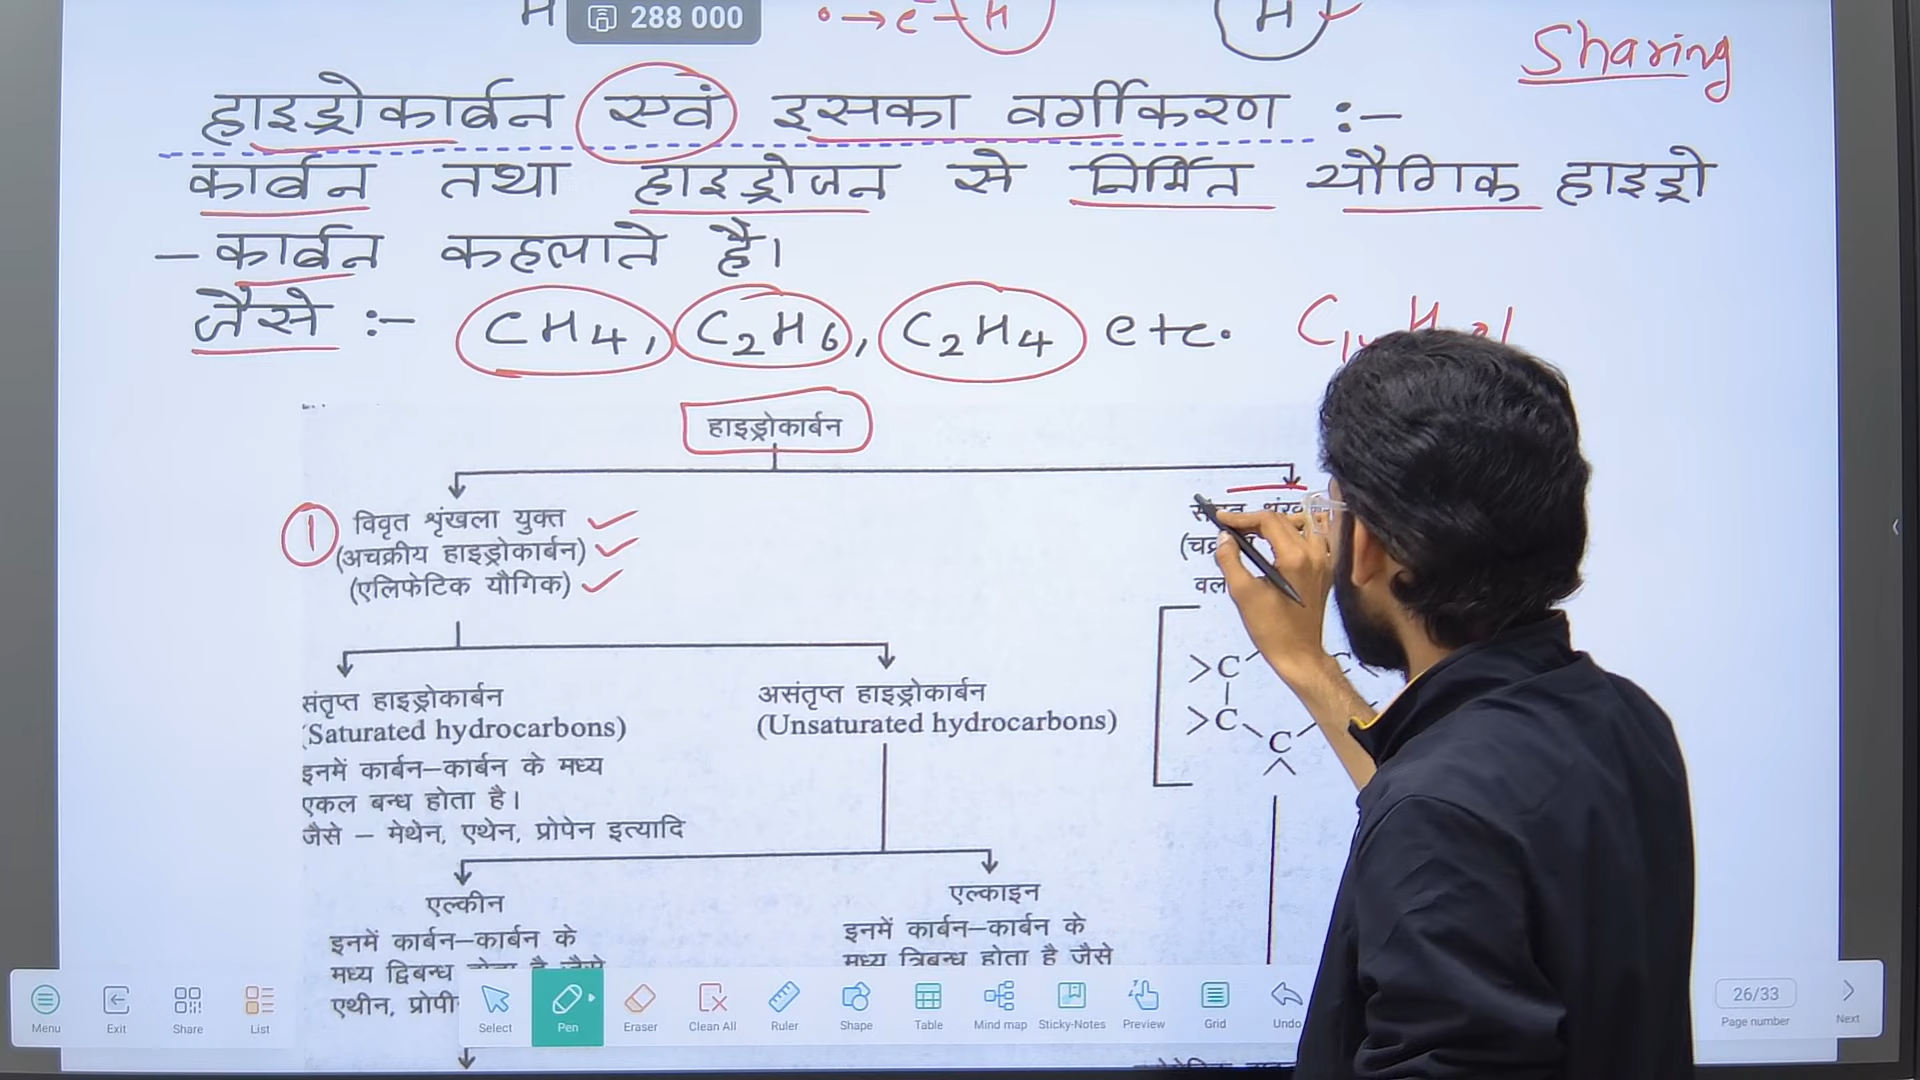 288 000
→ e⁻
H
H
Sharing
हाइड्रोकार्बन एवं इसका वर्गीकरण :-
कार्बन तथा हाइड्रोजन से निर्मित यौगिक हाइड्रो
- कार्बन कहलाते है।
जैसे :- CH4, C2H6, C2H4 etc.
हाइड्रोकार्बन
1 विवृत श्रृंखला युक्त
(अचक्रीय हाइड्रोकार्बन)
(एलिफेटिक यौगिक)
>C
>C
C
संतृप्त हाइड्रोकार्बन
(Saturated hydrocarbons)
इनमें कार्बन–कार्बन के मध्य
एकल बन्ध होता है।
जैसे – मेथेन, एथेन, प्रोपेन इत्यादि
असंतृप्त हाइड्रोकार्बन
(Unsaturated hydrocarbons)
एल्कीन
इनमें कार्बन–कार्बन के
मध्य द्विबन्ध होता है जैसे
एथीन,
एल्काइन
इनमें कार्बन–कार्बन के
मध्य त्रिबन्ध होता है जैसे
Menu Exit Share List Select Pen Eraser Clean All Ruler Shape Table Mind map Sticky-Notes Preview Grid Undo
26/33
Page number
Next